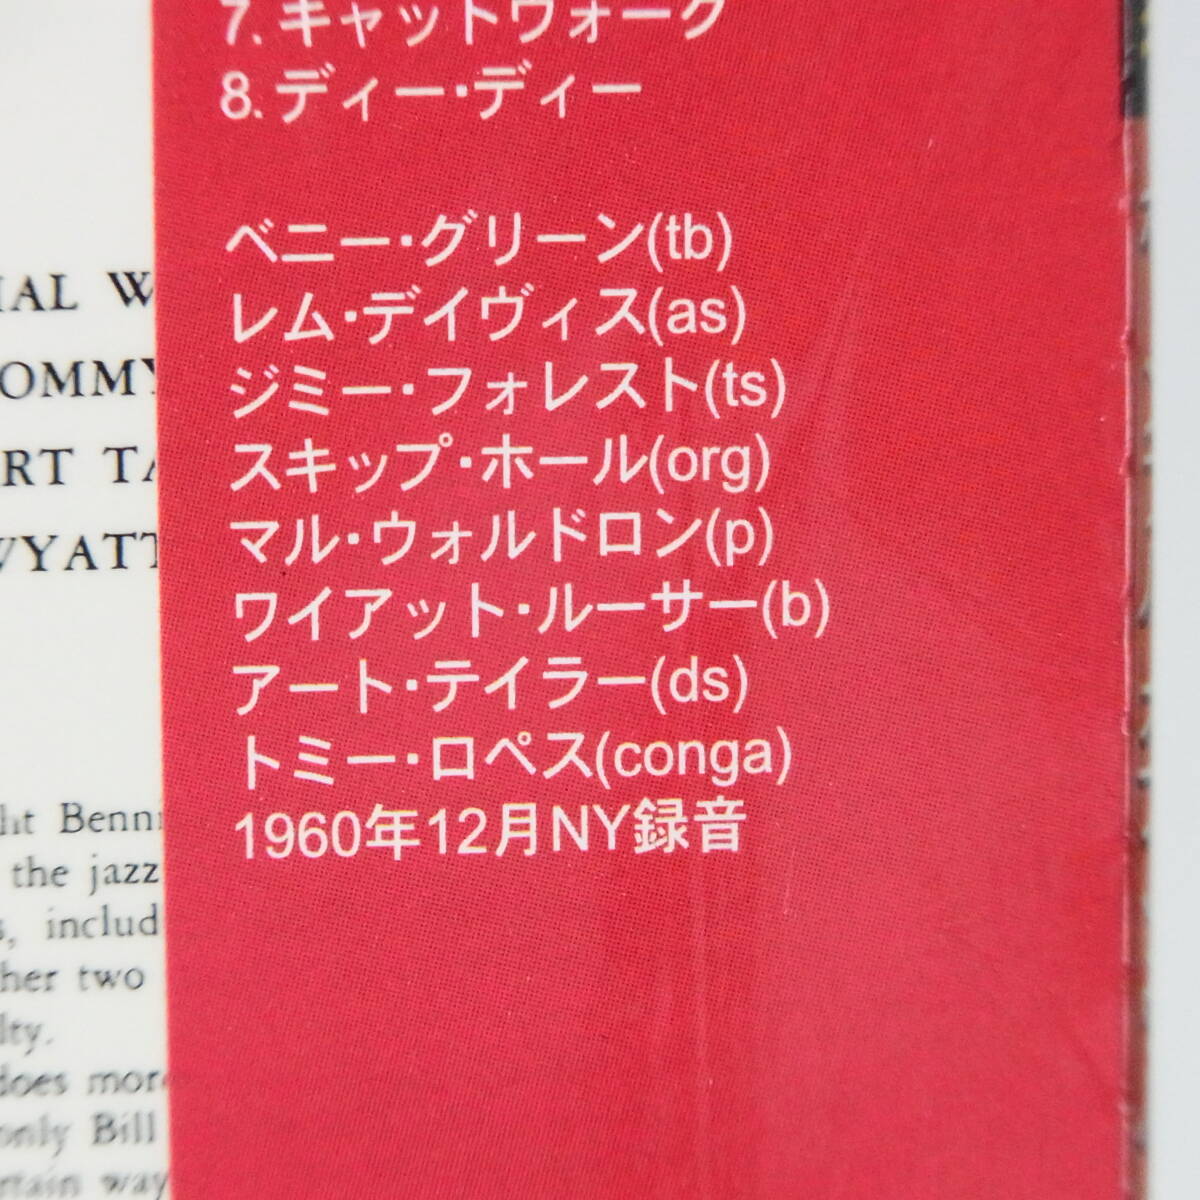 7. キャットウォーク
8. ディー・ディー
ベニー・グリーン(tb)
レム・デイヴィス(as)
ジミー・フォレスト(ts)
スキップ・ホール(org)
マル・ウォルドロン(p)
ワイアット・ルーサー(b)
アート・テイラー(ds)
トミー・ロペス(conga)
1960年12月NY録音
IAL W
OMMY
RT TA
WYATT
ht Benni
the jazz
s, includ
her two
lty.
does more
only Bill
rtain way